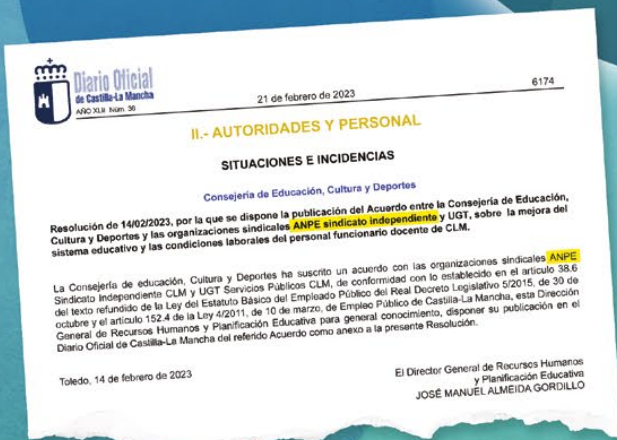 Diario Oficial
de Castilla-La Mancha
AÑO XLII Núm. 36
21 de febrero de 2023
6174
II.- AUTORIDADES Y PERSONAL
SITUACIONES E INCIDENCIAS
Consejería de Educación, Cultura y Deportes
Resolución de 14/02/2023, por la que se dispone la publicación del Acuerdo entre la Consejería de Educación,
Cultura y Deportes y las organizaciones sindicales ANPE sindicato independiente y UGT, sobre la mejora del
sistema educativo y las condiciones laborales del personal funcionario docente de CLM.
La Consejería de educación, Cultura y Deportes ha suscrito un acuerdo con las organizaciones sindicales ANPE
Sindicato Independiente CLM y UGT Servicios Públicos CLM, de conformidad con lo establecido en el artículo 38.6
del texto refundido de la Ley del Estatuto Básico del Empleado Público del Real Decreto Legislativo 5/2015, de 30 de
octubre y el artículo 152.4 de la Ley 4/2011, de 10 de marzo, de Empleo Público de Castilla-La Mancha, esta Dirección
General de Recursos Humanos y Planificación Educativa para general conocimiento, disponer su publicación en el
Diario Oficial de Castilla-La Mancha del referido Acuerdo como anexo a la presente Resolución.
Toledo, 14 de febrero de 2023
El Director General de Recursos Humanos
y Planificación Educativa
JOSÉ MANUEL ALMEIDA GORDILLO